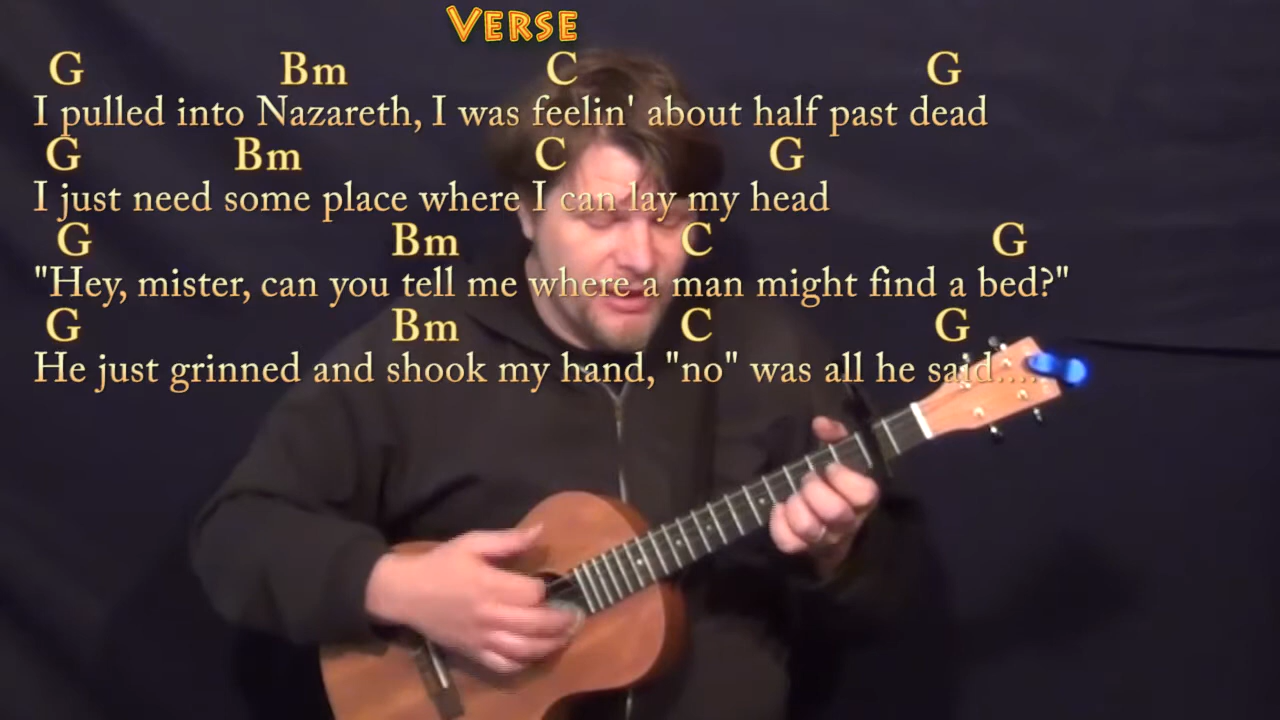 VERSE
G Bm C G
I pulled into Nazareth, I was feelin' about half past dead
G Bm C G
I just need some place where I can lay my head
G Bm C G
"Hey, mister, can you tell me where a man might find a bed?"
G Bm C G
He just grinned and shook my hand, "no" was all he said....